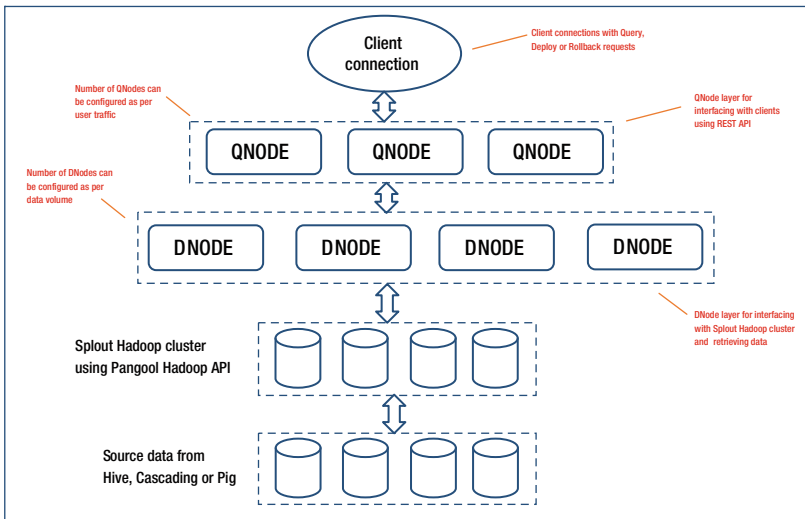 Client
connection
Client connections with Query,
Deploy or Rollback requests
Number of QNodes can
be configured as per
user traffic
QNode layer for
interfacing with clients
using REST API
QNODE
QNODE
QNODE
Number of DNodes can
be configured as per
data volume
DNODE
DNODE
DNODE
DNODE
DNode layer for interfacing
with Splout Hadoop cluster
and retrieving data
Splout Hadoop cluster
using Pangool Hadoop API
Source data from
Hive, Cascading or Pig